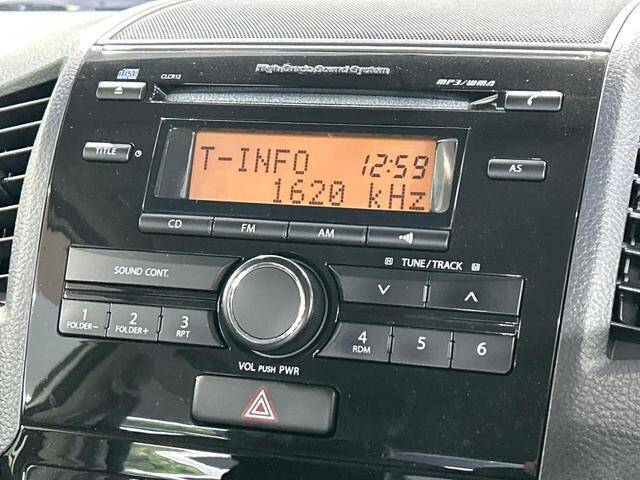 High-Grade Sound System
CLCR12
MP3/WMA
TITLE
T-INFO 12:59
1620 kHz
AS
CD FM AM
SOUND CONT.
TUNE/TRACK
1 FOLDER-
2 FOLDER+
3 RPT
4 RDM
5
6
VOL PUSH PWR